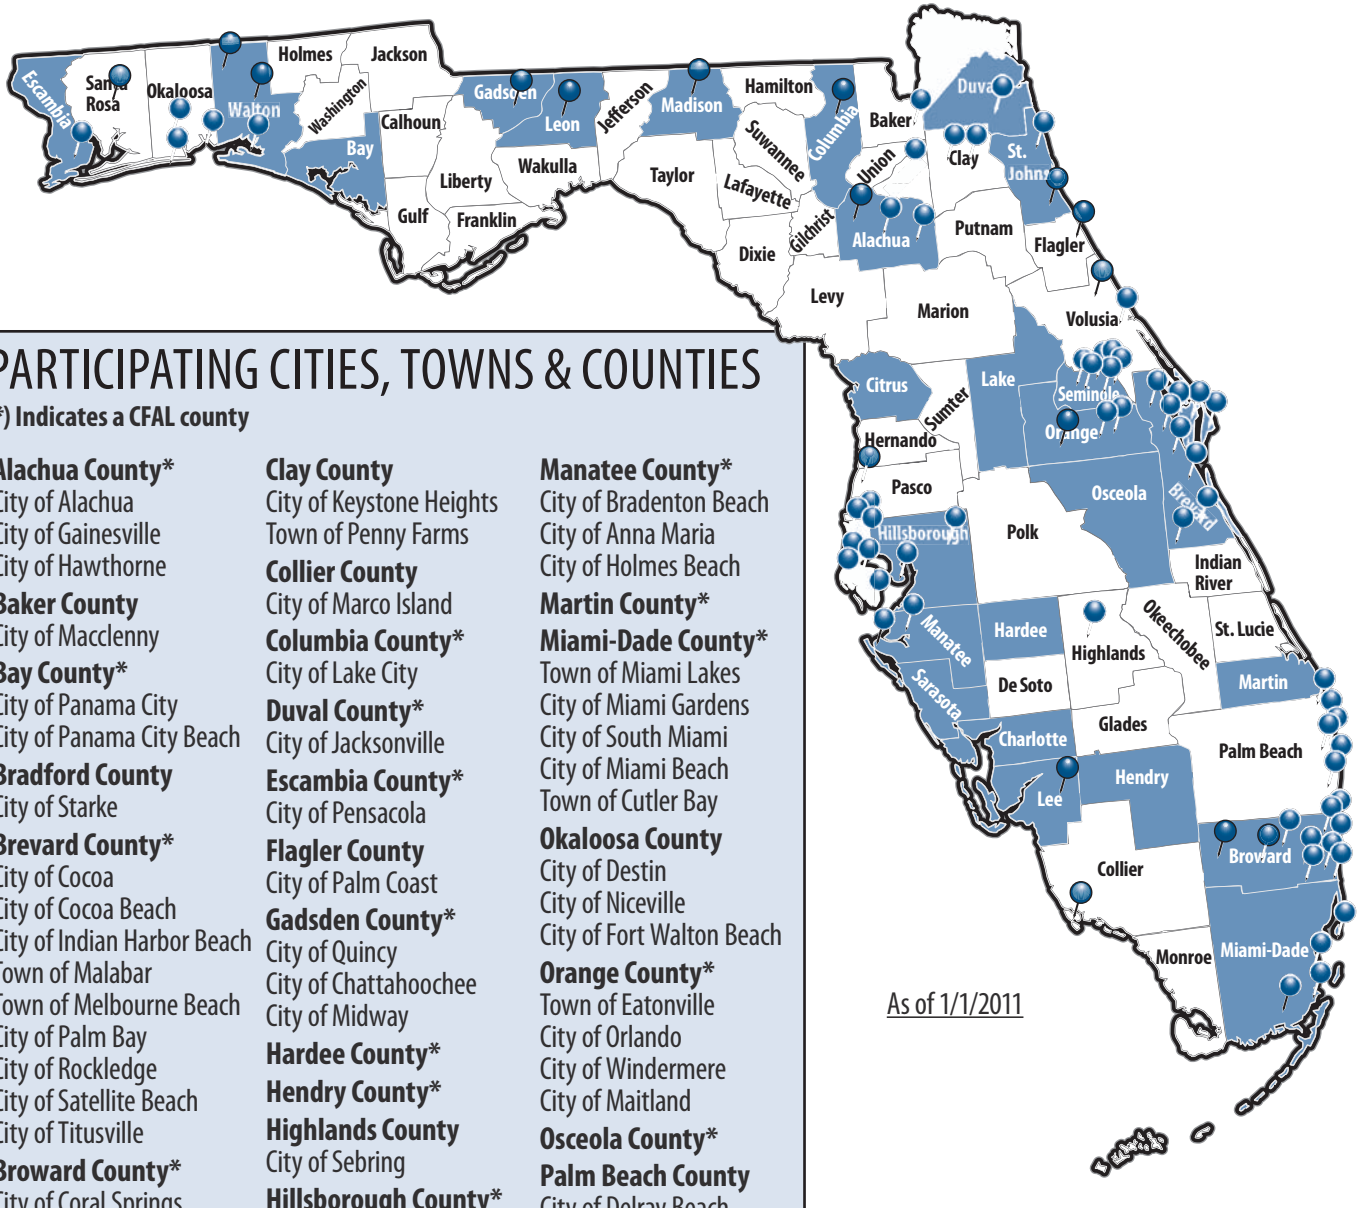 Holmes
Jackson
Escambia
Santa
Rosa
Okaloosa
Walton
Washington
Calhoun
Bay
Gulf
Liberty
Franklin
Gadsden
Leon
Wakulla
Jefferson
Madison
Taylor
Hamilton
Suwannee
Lafayette
Dixie
Gilchrist
Columbia
Baker
Union
Duval
Clay
St.
Johns
Alachua
Putnam
Flagler
Levy
Marion
Volusia
Citrus
Sumter
Lake
Seminole
Orange
Hernando
Pasco
Osceola
Brevard
Hillsborough
Polk
Indian
River
Manatee
Hardee
Highlands
Okeechobee
St. Lucie
Sarasota
De Soto
Martin
Charlotte
Glades
Palm Beach
Lee
Hendry
Broward
Collier
Monroe
Miami-Dade
As of 1/1/2011
PARTICIPATING CITIES, TOWNS & COUNTIES
*) Indicates a CFAL county
Alachua County*
City of Alachua
City of Gainesville
City of Hawthorne
Baker County
City of Macclenny
Bay County*
City of Panama City
City of Panama City Beach
Bradford County
City of Starke
Brevard County*
City of Cocoa
City of Cocoa Beach
City of Indian Harbor Beach
Town of Malabar
Town of Melbourne Beach
City of Palm Bay
City of Rockledge
City of Satellite Beach
City of Titusville
Broward County*
City of Coral Springs
Clay County
City of Keystone Heights
Town of Penny Farms
Collier County
City of Marco Island
Columbia County*
City of Lake City
Duval County*
City of Jacksonville
Escambia County*
City of Pensacola
Flagler County
City of Palm Coast
Gadsden County*
City of Quincy
City of Chattahoochee
City of Midway
Hardee County*
Hendry County*
Highlands County
City of Sebring
Hillsborough County*
Manatee County*
City of Bradenton Beach
City of Anna Maria
City of Holmes Beach
Martin County*
Miami-Dade County*
Town of Miami Lakes
City of Miami Gardens
City of South Miami
City of Miami Beach
Town of Cutler Bay
Okaloosa County
City of Destin
City of Niceville
City of Fort Walton Beach
Orange County*
Town of Eatonville
City of Orlando
City of Windermere
City of Maitland
Osceola County*
Palm Beach County
City of Delray Beach